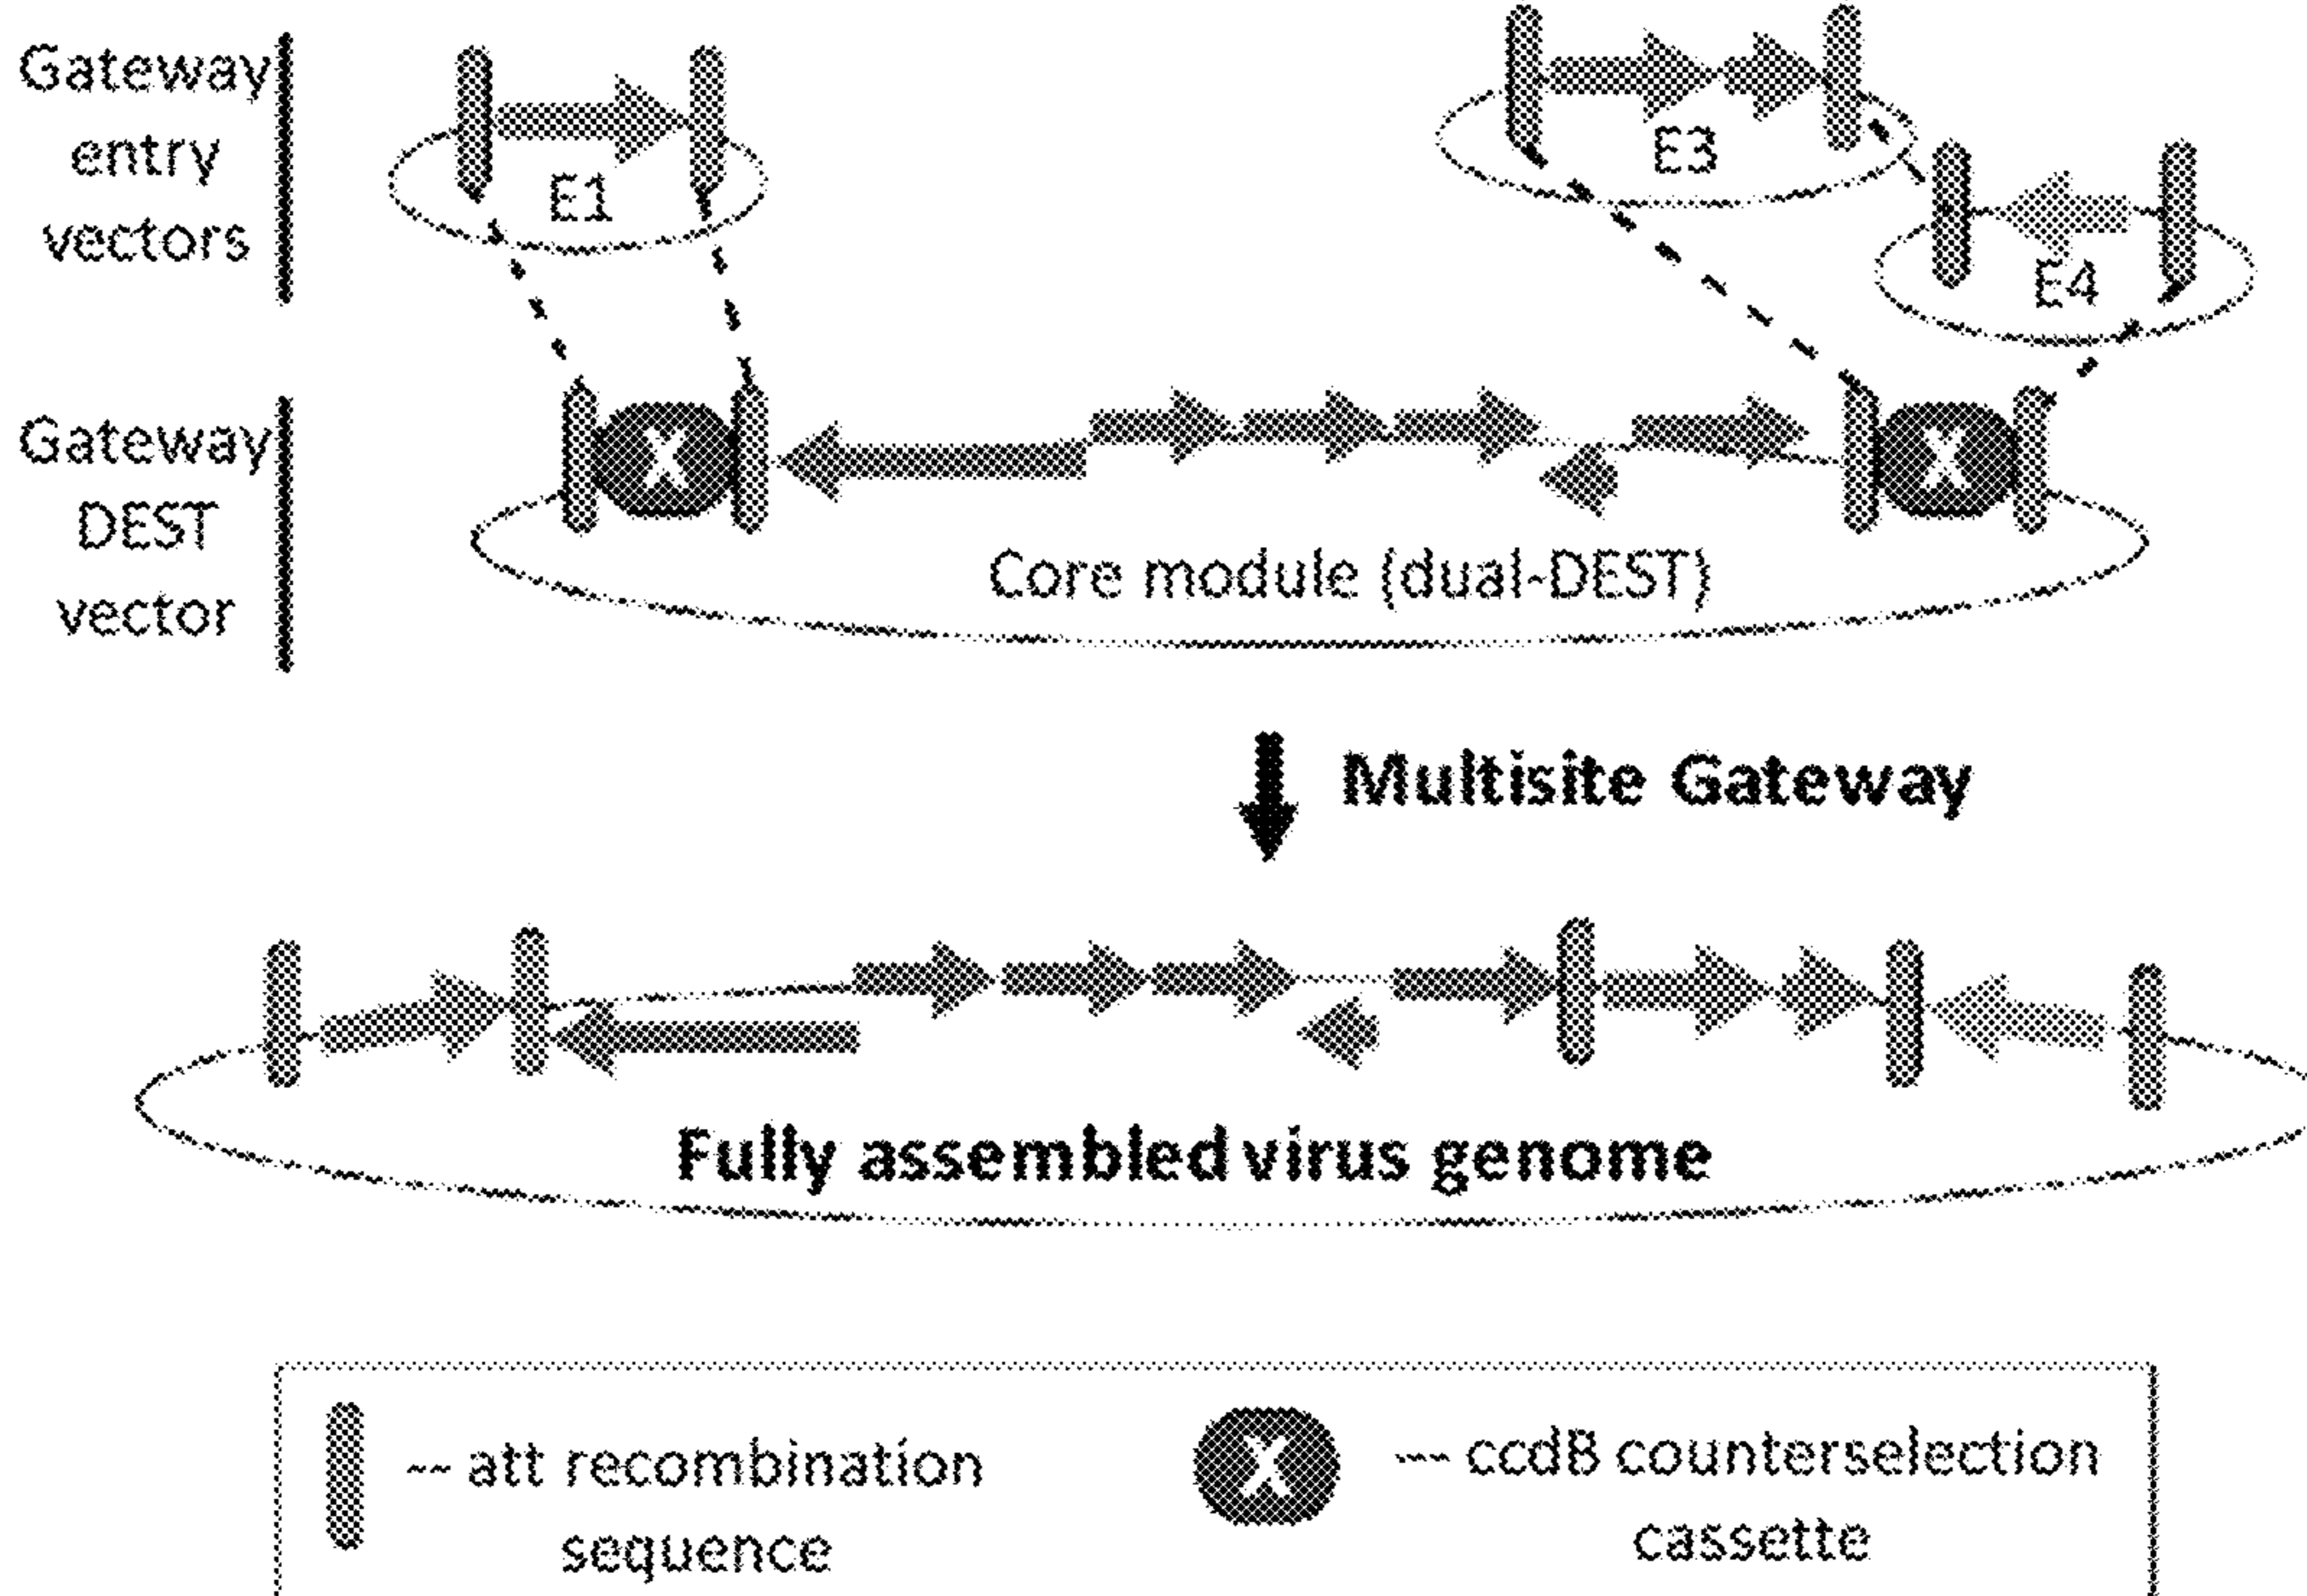 Gateway
entry
vectors
E1
E3
E4
Gateway
DEST
vector
X
X
Core module (dual-DEST)
Multisite Gateway
Fully assembled virus genome
-- att recombination
sequence
X
--- ccdB counterselection
cassette